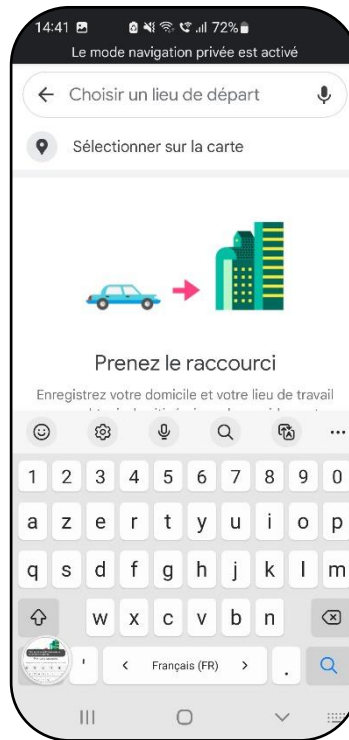 14:41 72%
Le mode navigation privée est activé
Choisir un lieu de départ
Sélectionner sur la carte
Prenez le raccourci
Enregistrez votre domicile et votre lieu de travail
1 2 3 4 5 6 7 8 9 0
a z e r t y u i o p
q s d f g h j k l m
w x c v b n
' < Français (FR) > .